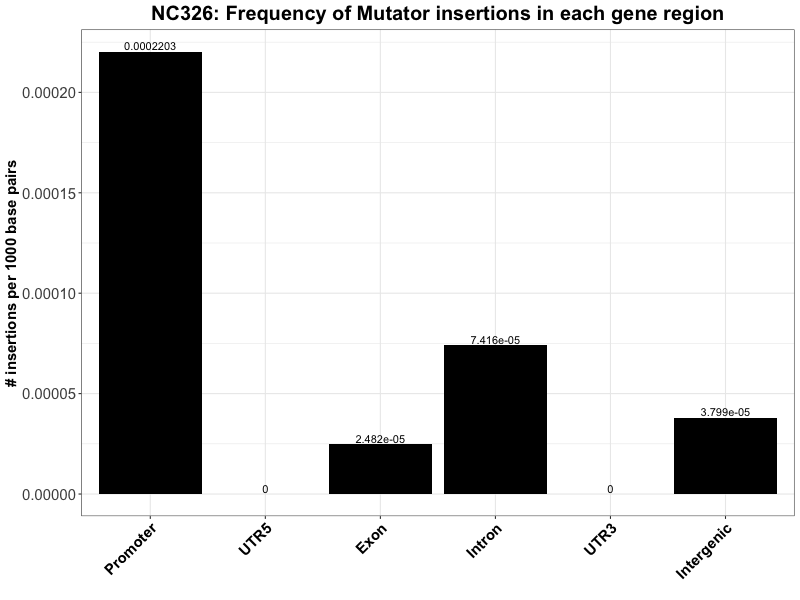 NC326: Frequency of Mutator insertions in each gene region
# insertions per 1000 base pairs
0.00020
0.00015
0.00010
0.00005
0.00000
0.0002203
0
2.482e-05
7.416e-05
0
3.799e-05
Promoter
UTR5
Exon
Intron
UTR3
Intergenic